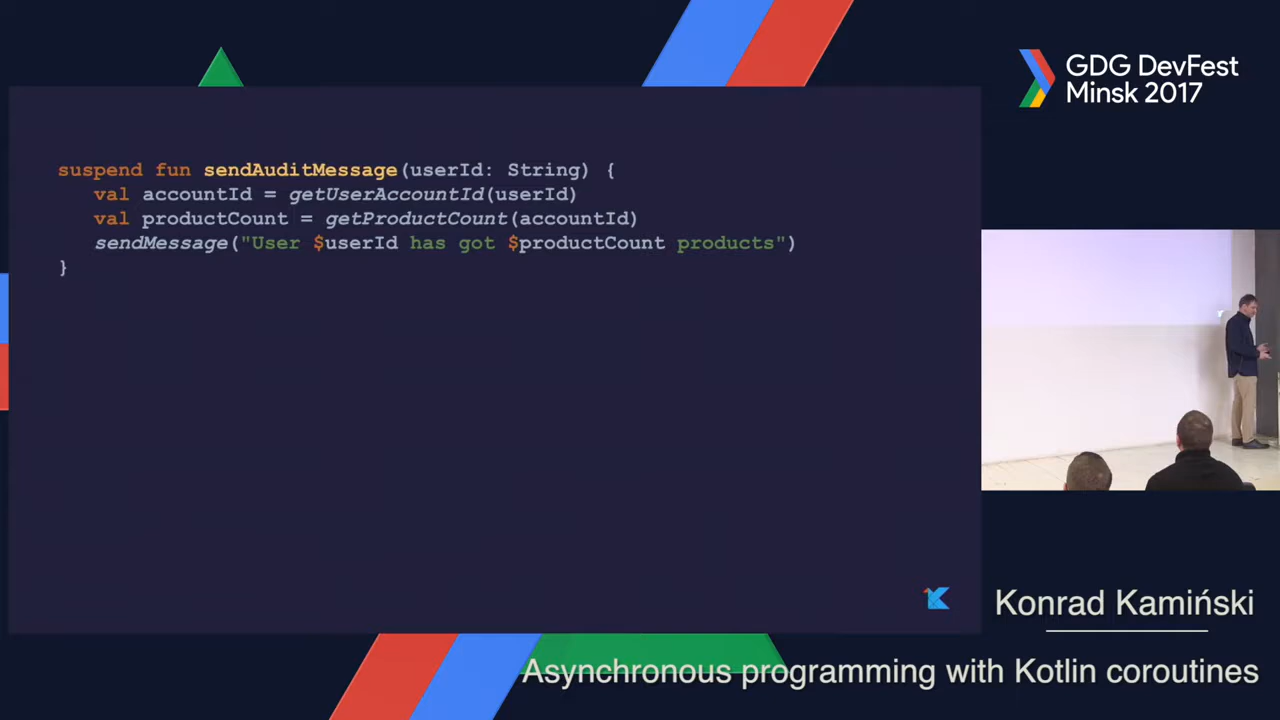 GDG DevFest
Minsk 2017
suspend fun sendAuditMessage(userId: String) {
val accountId = getUserAccountId(userId)
val productCount = getProductCount(accountId)
sendMessage("User $userId has got $productCount products")
}
Konrad Kamiński
Asynchronous programming with Kotlin coroutines